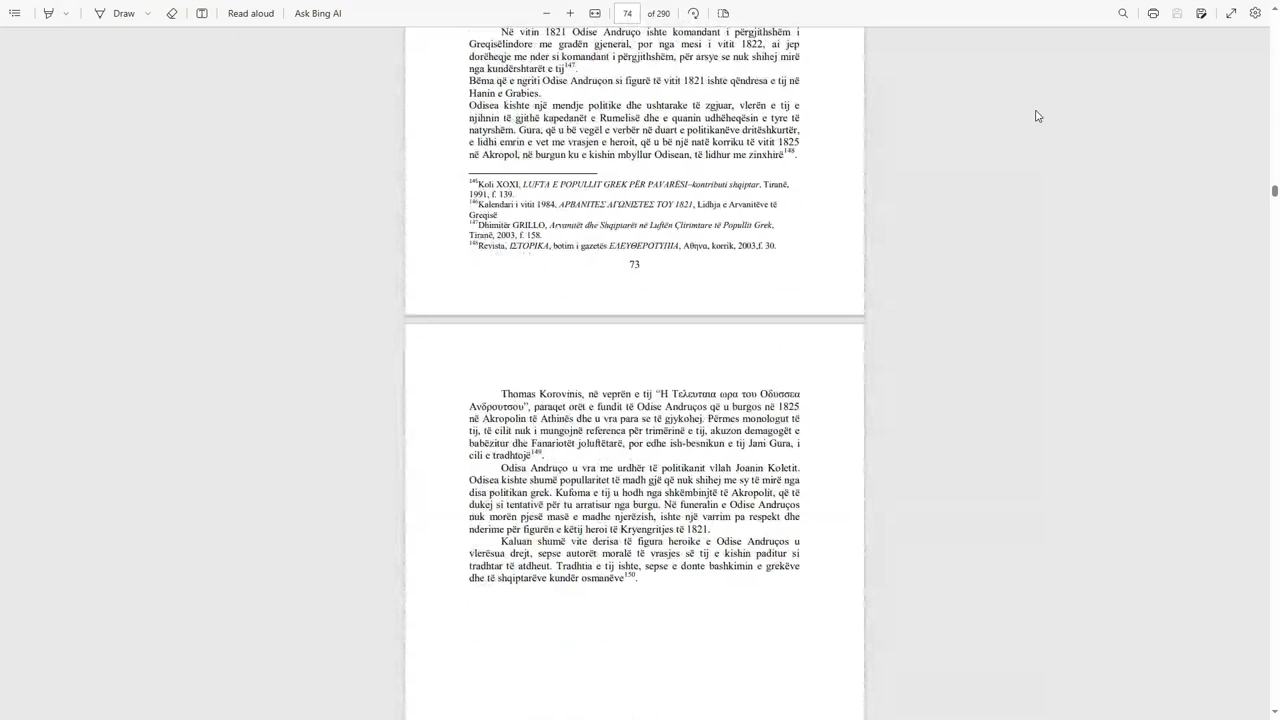 Draw
Read aloud
Ask Bing AI
74
of 290
Në vitin 1821 Odise Andruço ishte komandant i përgjithshëm i
Greqisëlindore me gradën gjeneral, por nga mesi i vitit 1822, ai jep
dorëheqje me nder si komandant i përgjithshëm, për arsye se nuk shihej mirë
nga kundërshtarët e tij147.
Bëma që e ngriti Odise Andruçon si figurë të vitit 1821 ishte qëndresa e tij në
Hanin e Grabies.
Odisea kishte një mendje politike dhe ushtarake të zgjuar, vlerën e tij e
njihnin të gjithë kapedanët e Rumelisë dhe e quanin udhëheqësin e tyre të
natyrshëm. Gura, që u bë vegël e verbër në duart e politikanëve dritëshkurtër,
e lidhi emrin e vet me vrasjen e heroit, që u bë një natë korriku të vitit 1825
në Akropol, në burgun ku e kishin mbyllur Odisean, të lidhur me zinxhirë148.
145Koli XOXI, LUFTA E POPULLIT GREK PËR PAVARËSI–kontributi shqiptar. Tiranë,
1991, f. 139.
146Kalendari i vitit 1984, ΑΡΒΑΝΙΤΕΣ ΑΓΩΝΙΣΤΕΣ ΤΟΥ 1821, Lidhja e Arvanitëve të
Greqisë
147Dhimitër GRILLO, Arvanitët dhe Shqiptarët në Luftën Çlirimtare të Popullit Grek,
Tiranë, 2003, f. 158.
148Revista, ΙΣΤΟΡΙΚΑ, botim i gazetës ΕΛΕΥΘΕΡΟΤΥΠΙΑ, Αθηνα, korrik, 2003,f. 30.
73
Thomas Korovinis, në veprën e tij “Η Τελευταια ωρα του Οδυσσεα
Ανδρουτσου”, paraqet orët e fundit të Odise Andruços që u burgos në 1825
në Akropolin të Athinës dhe u vra para se të gjykohej. Përmes monologut të
tij, të cilit nuk i mungojnë referenca për trimërinë e tij, akuzon demagogët e
babëzitur dhe Fanariotët joluftëtarë, por edhe ish-besnikun e tij Jani Gura, i
cili e tradhtojë149.
Odisa Andruço u vra me urdhër të politikanit vllah Joanin Koletit.
Odisea kishte shumë popullaritet të madh gjë që nuk shihej me sy të mirë nga
disa politikan grek. Kufoma e tij u hodh nga shkëmbinjtë të Akropolit, që të
dukej si tentativë për tu arratisur nga burgu. Në funeralin e Odise Andruços
nuk morën pjesë masë e madhe njerëzish, ishte një varrim pa respekt dhe
nderime për figurën e këtij heroi të Kryengritjes të 1821.
Kaluan shumë vite derisa të figura heroike e Odise Andruços u
vlerësua drejt, sepse autorët moralë të vrasjes së tij e kishin paditur si
tradhtar të atdheut. Tradhtia e tij ishte, sepse e donte bashkimin e grekëve
dhe të shqiptarëve kundër osmanëve150.